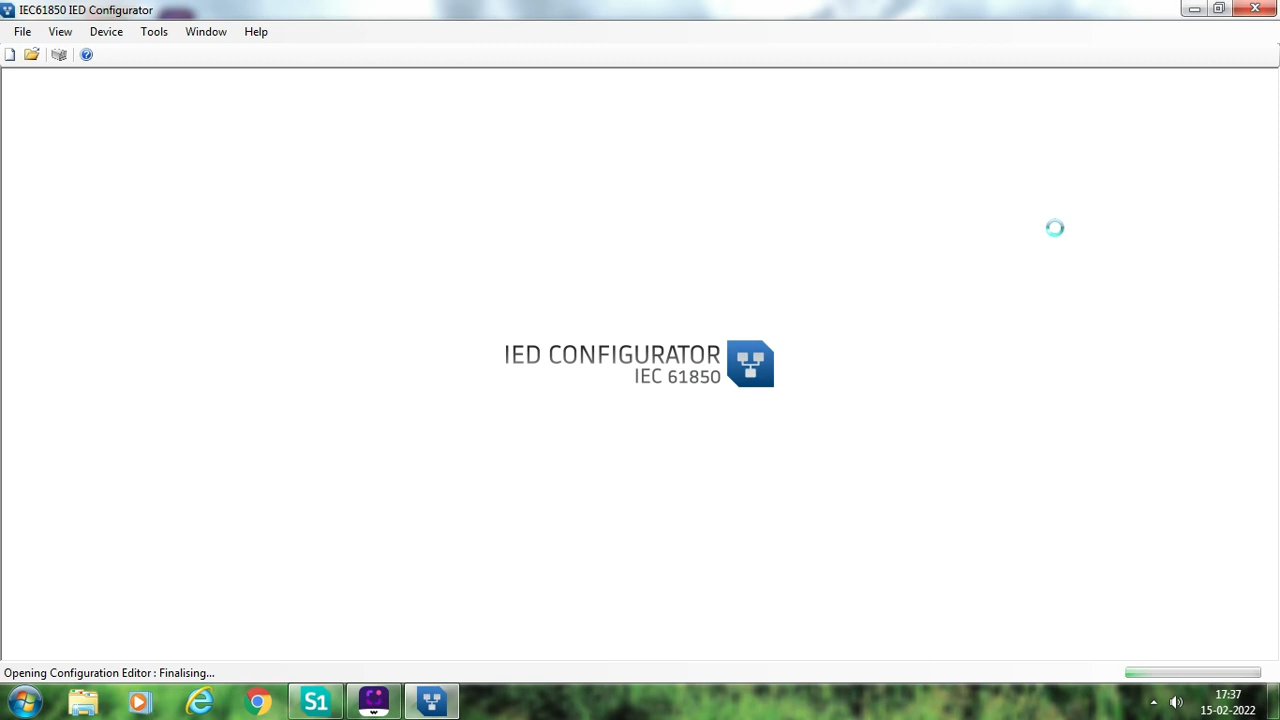 IEC61850 IED Configurator
File View Device Tools Window Help
IED CONFIGURATOR
IEC 61850
Opening Configuration Editor : Finalising...
S1
17:37
15-02-2022